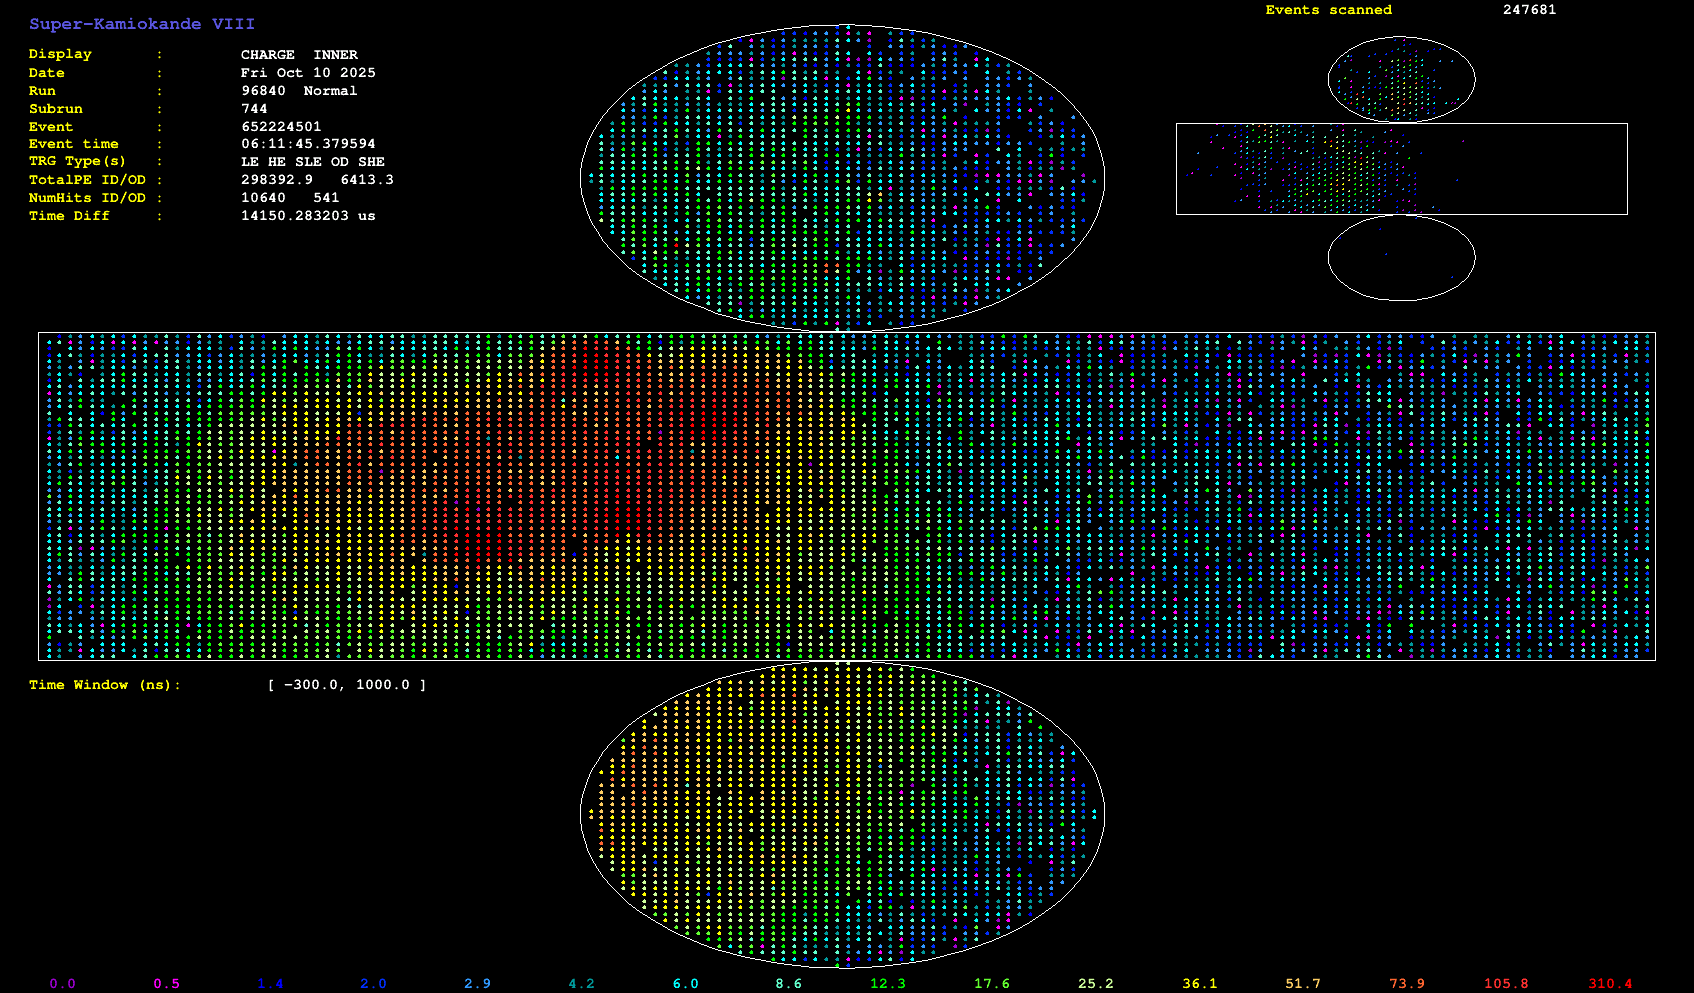 Super-Kamiokande VIII
Events scanned 247681
Display : CHARGE INNER
Date : Fri Oct 10 2025
Run : 96840 Normal
Subrun : 744
Event : 652224501
Event time : 06:11:45.379594
TRG Type(s) : LE HE SLE OD SHE
TotalPE ID/OD : 298392.9 6413.3
NumHits ID/OD : 10640 541
Time Diff : 14150.283203 us
Time Window (ns): [ -300.0, 1000.0 ]
0.0 0.5 1.4 2.0 2.9 4.2 6.0 8.6 12.3 17.6 25.2 36.1 51.7 73.9 105.8 310.4